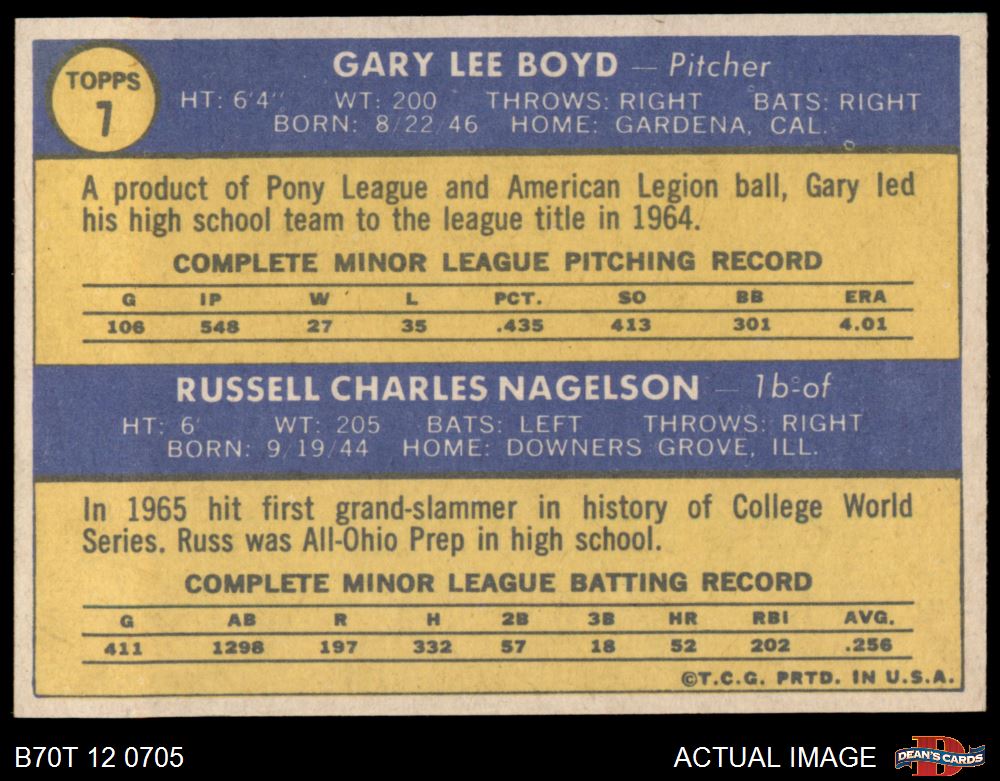 TOPPS
7
GARY LEE BOYD — Pitcher
HT: 6'4" WT: 200 THROWS: RIGHT BATS: RIGHT
BORN: 8/22/46 HOME: GARDENA, CAL.
A product of Pony League and American Legion ball, Gary led
his high school team to the league title in 1964.
COMPLETE MINOR LEAGUE PITCHING RECORD
G IP W L PCT. SO BB ERA
106 548 27 35 .435 413 301 4.01
RUSSELL CHARLES NAGELSON — 1b-of
HT: 6' WT: 205 BATS: LEFT THROWS: RIGHT
BORN: 9/19/44 HOME: DOWNERS GROVE, ILL.
In 1965 hit first grand-slammer in history of College World
Series. Russ was All-Ohio Prep in high school.
COMPLETE MINOR LEAGUE BATTING RECORD
G AB R H 2B 3B HR RBI AVG.
411 1298 197 332 57 18 52 202 .256
©T.C.G. PRTD. IN U.S.A.
B70T 12 0705
ACTUAL IMAGE
DEAN'S CARDS